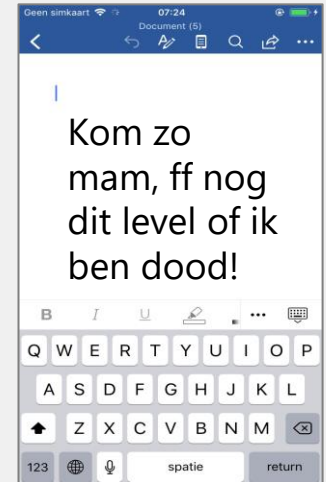 Geen simkaart 07:24
Document (5)
Kom zo
mam, ff nog
dit level of ik
ben dood!
B I U
Q W E R T Y U I O P
A S D F G H J K L
Z X C V B N M
123 spatie return